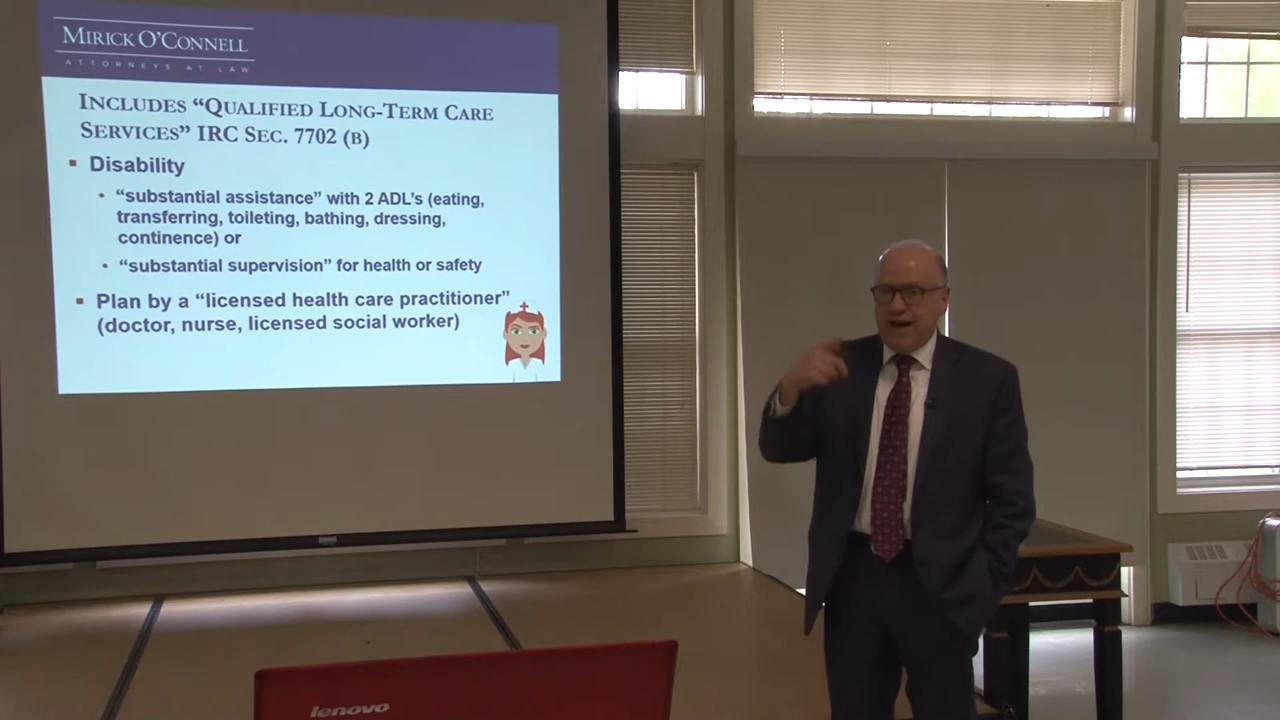 MIRICK O'CONNELL
ATTORNEYS AT LAW
INCLUDES “QUALIFIED LONG-TERM CARE
SERVICES” IRC SEC. 7702 (B)
▪ Disability
• “substantial assistance” with 2 ADL’s (eating,
transferring, toileting, bathing, dressing,
continence) or
• “substantial supervision” for health or safety
▪ Plan by a “licensed health care practitioner”
(doctor, nurse, licensed social worker)
lenovo